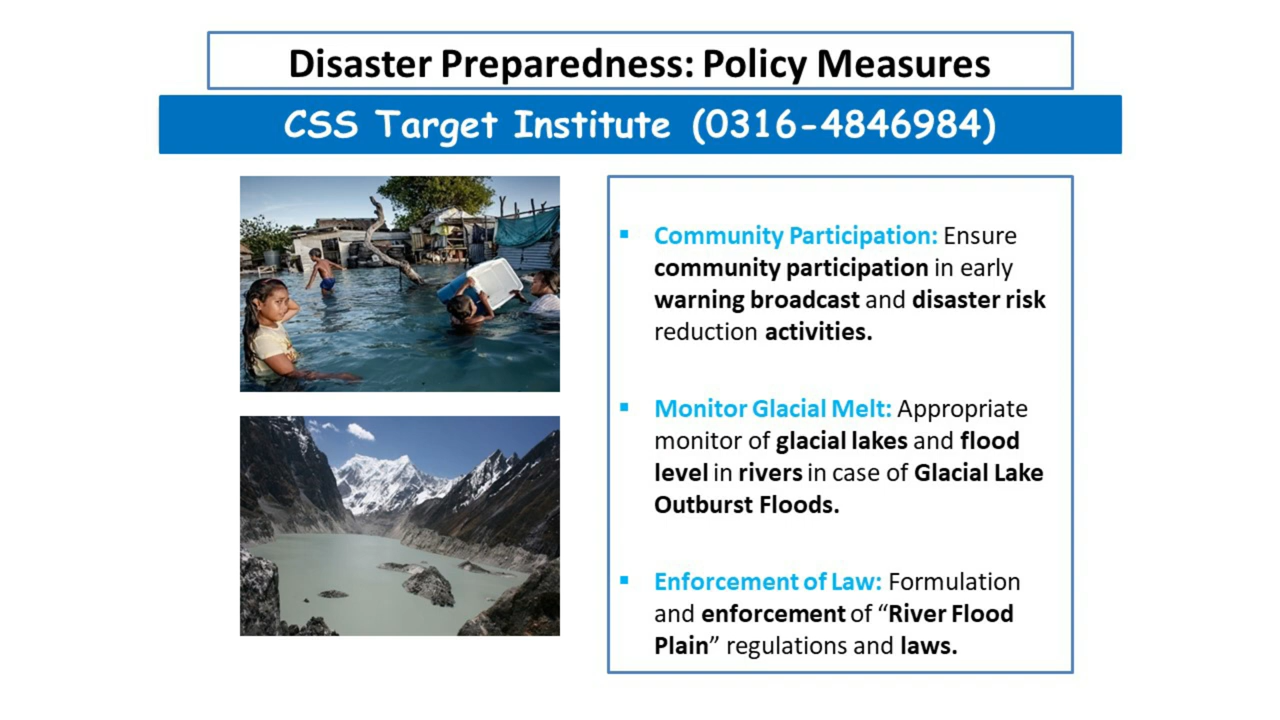 Disaster Preparedness: Policy Measures
CSS Target Institute (0316-4846984)
▪ Community Participation: Ensure
community participation in early
warning broadcast and disaster risk
reduction activities.
▪ Monitor Glacial Melt: Appropriate
monitor of glacial lakes and flood
level in rivers in case of Glacial Lake
Outburst Floods.
▪ Enforcement of Law: Formulation
and enforcement of “River Flood
Plain” regulations and laws.